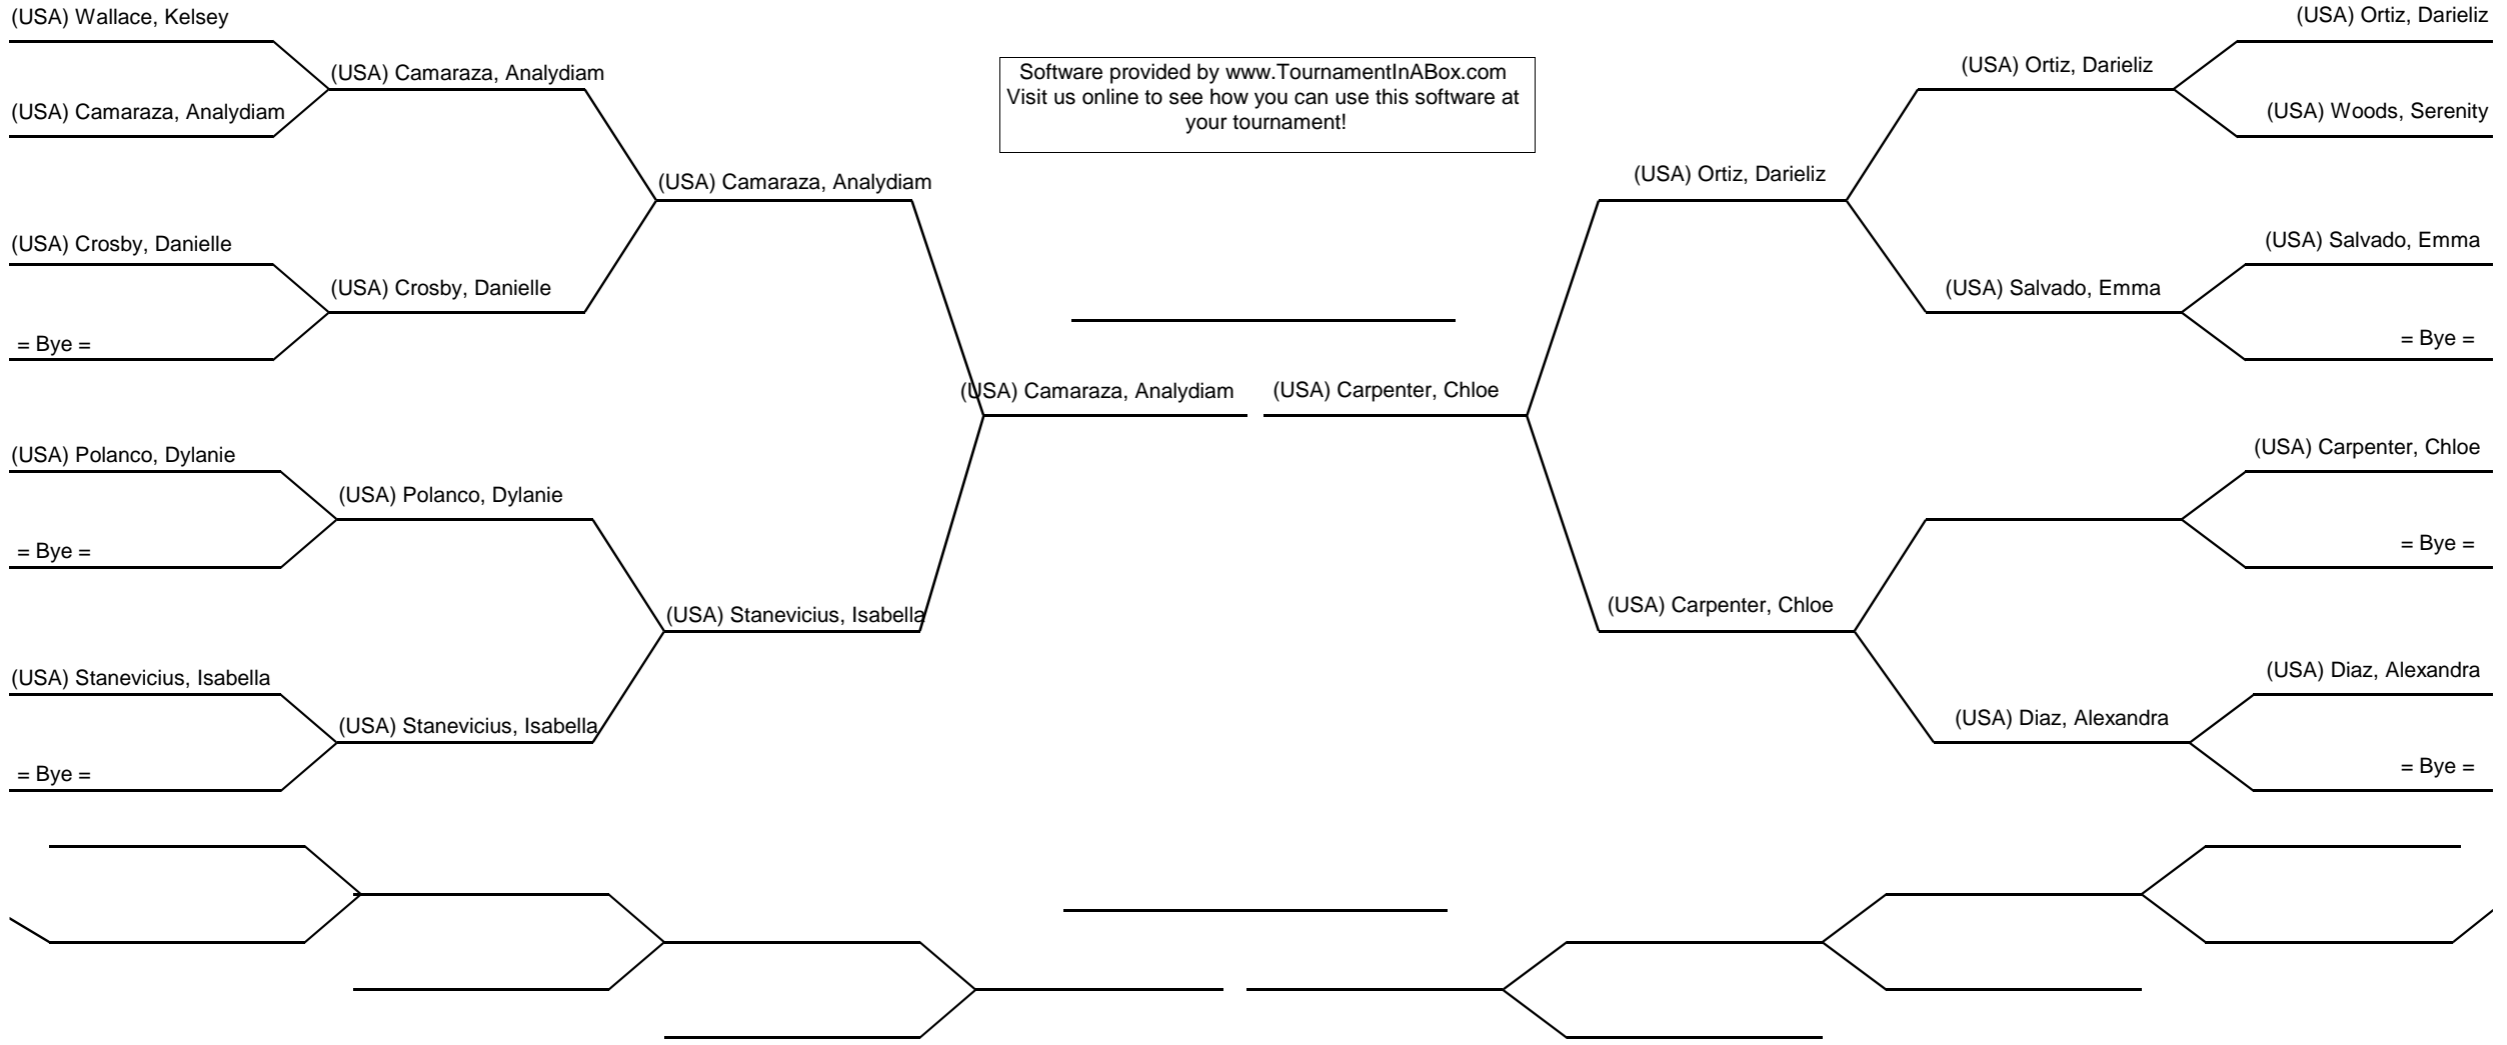 (USA) Wallace, Kelsey
(USA) Camaraza, Analydiam
(USA) Crosby, Danielle
= Bye =
(USA) Polanco, Dylanie
= Bye =
(USA) Stanevicius, Isabella
= Bye =
(USA) Camaraza, Analydiam
(USA) Crosby, Danielle
(USA) Polanco, Dylanie
(USA) Stanevicius, Isabella
(USA) Camaraza, Analydiam
(USA) Stanevicius, Isabella
(USA) Camaraza, Analydiam
Software provided by www.TournamentInABox.com
Visit us online to see how you can use this software at
your tournament!
(USA) Carpenter, Chloe
(USA) Ortiz, Darieliz
(USA) Carpenter, Chloe
(USA) Ortiz, Darieliz
(USA) Salvado, Emma
(USA) Diaz, Alexandra
(USA) Ortiz, Darieliz
(USA) Woods, Serenity
(USA) Salvado, Emma
= Bye =
(USA) Carpenter, Chloe
= Bye =
(USA) Diaz, Alexandra
= Bye =